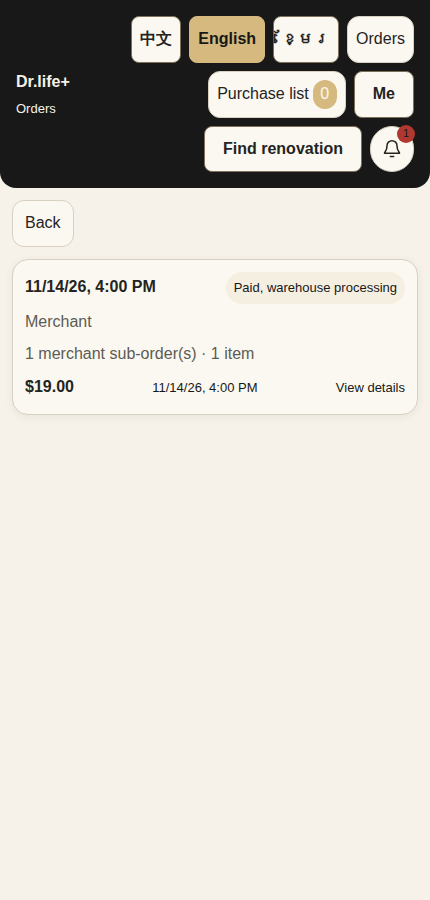 中文 English ខ្មែរ Orders
Dr.life+
Orders
Purchase list 0 Me
Find renovation 1
Back
11/14/26, 4:00 PM Paid, warehouse processing
Merchant
1 merchant sub-order(s) · 1 item
$19.00 11/14/26, 4:00 PM View details